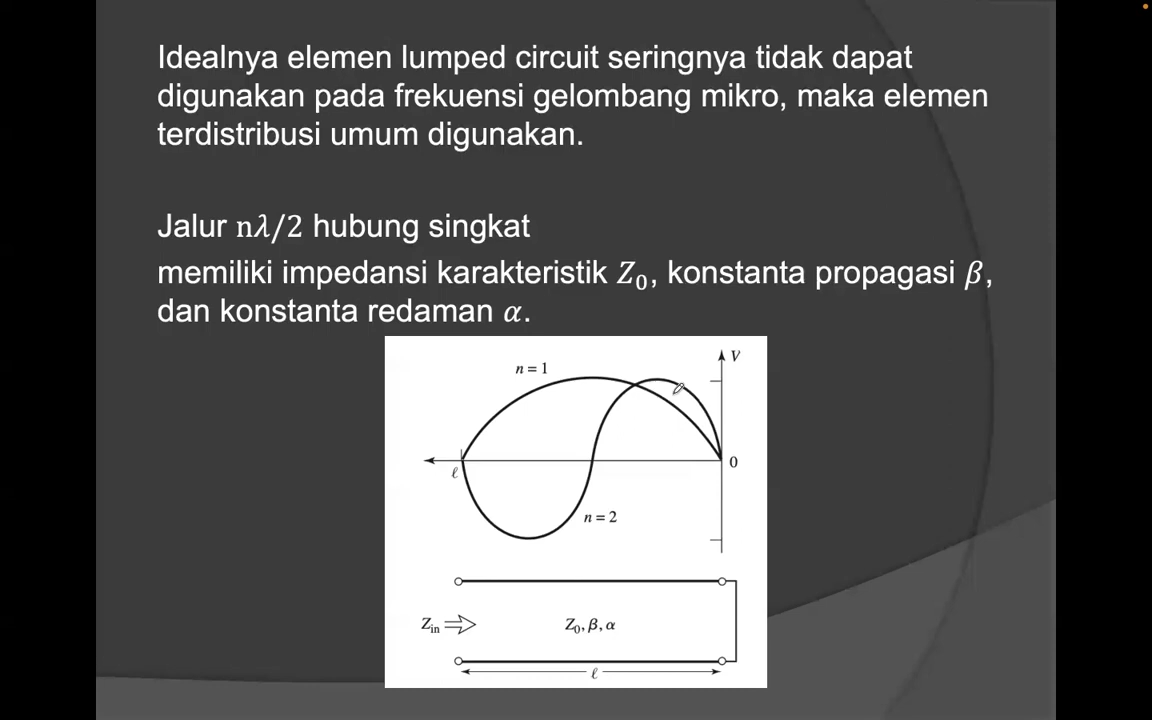 Idealnya elemen lumped circuit seringnya tidak dapat
digunakan pada frekuensi gelombang mikro, maka elemen
terdistribusi umum digunakan.
Jalur nλ/2 hubung singkat
memiliki impedansi karakteristik Z₀, konstanta propagasi β,
dan konstanta redaman α.
V
n = 1
0
ℓ
n = 2
Zin
Z₀, β, α
ℓ